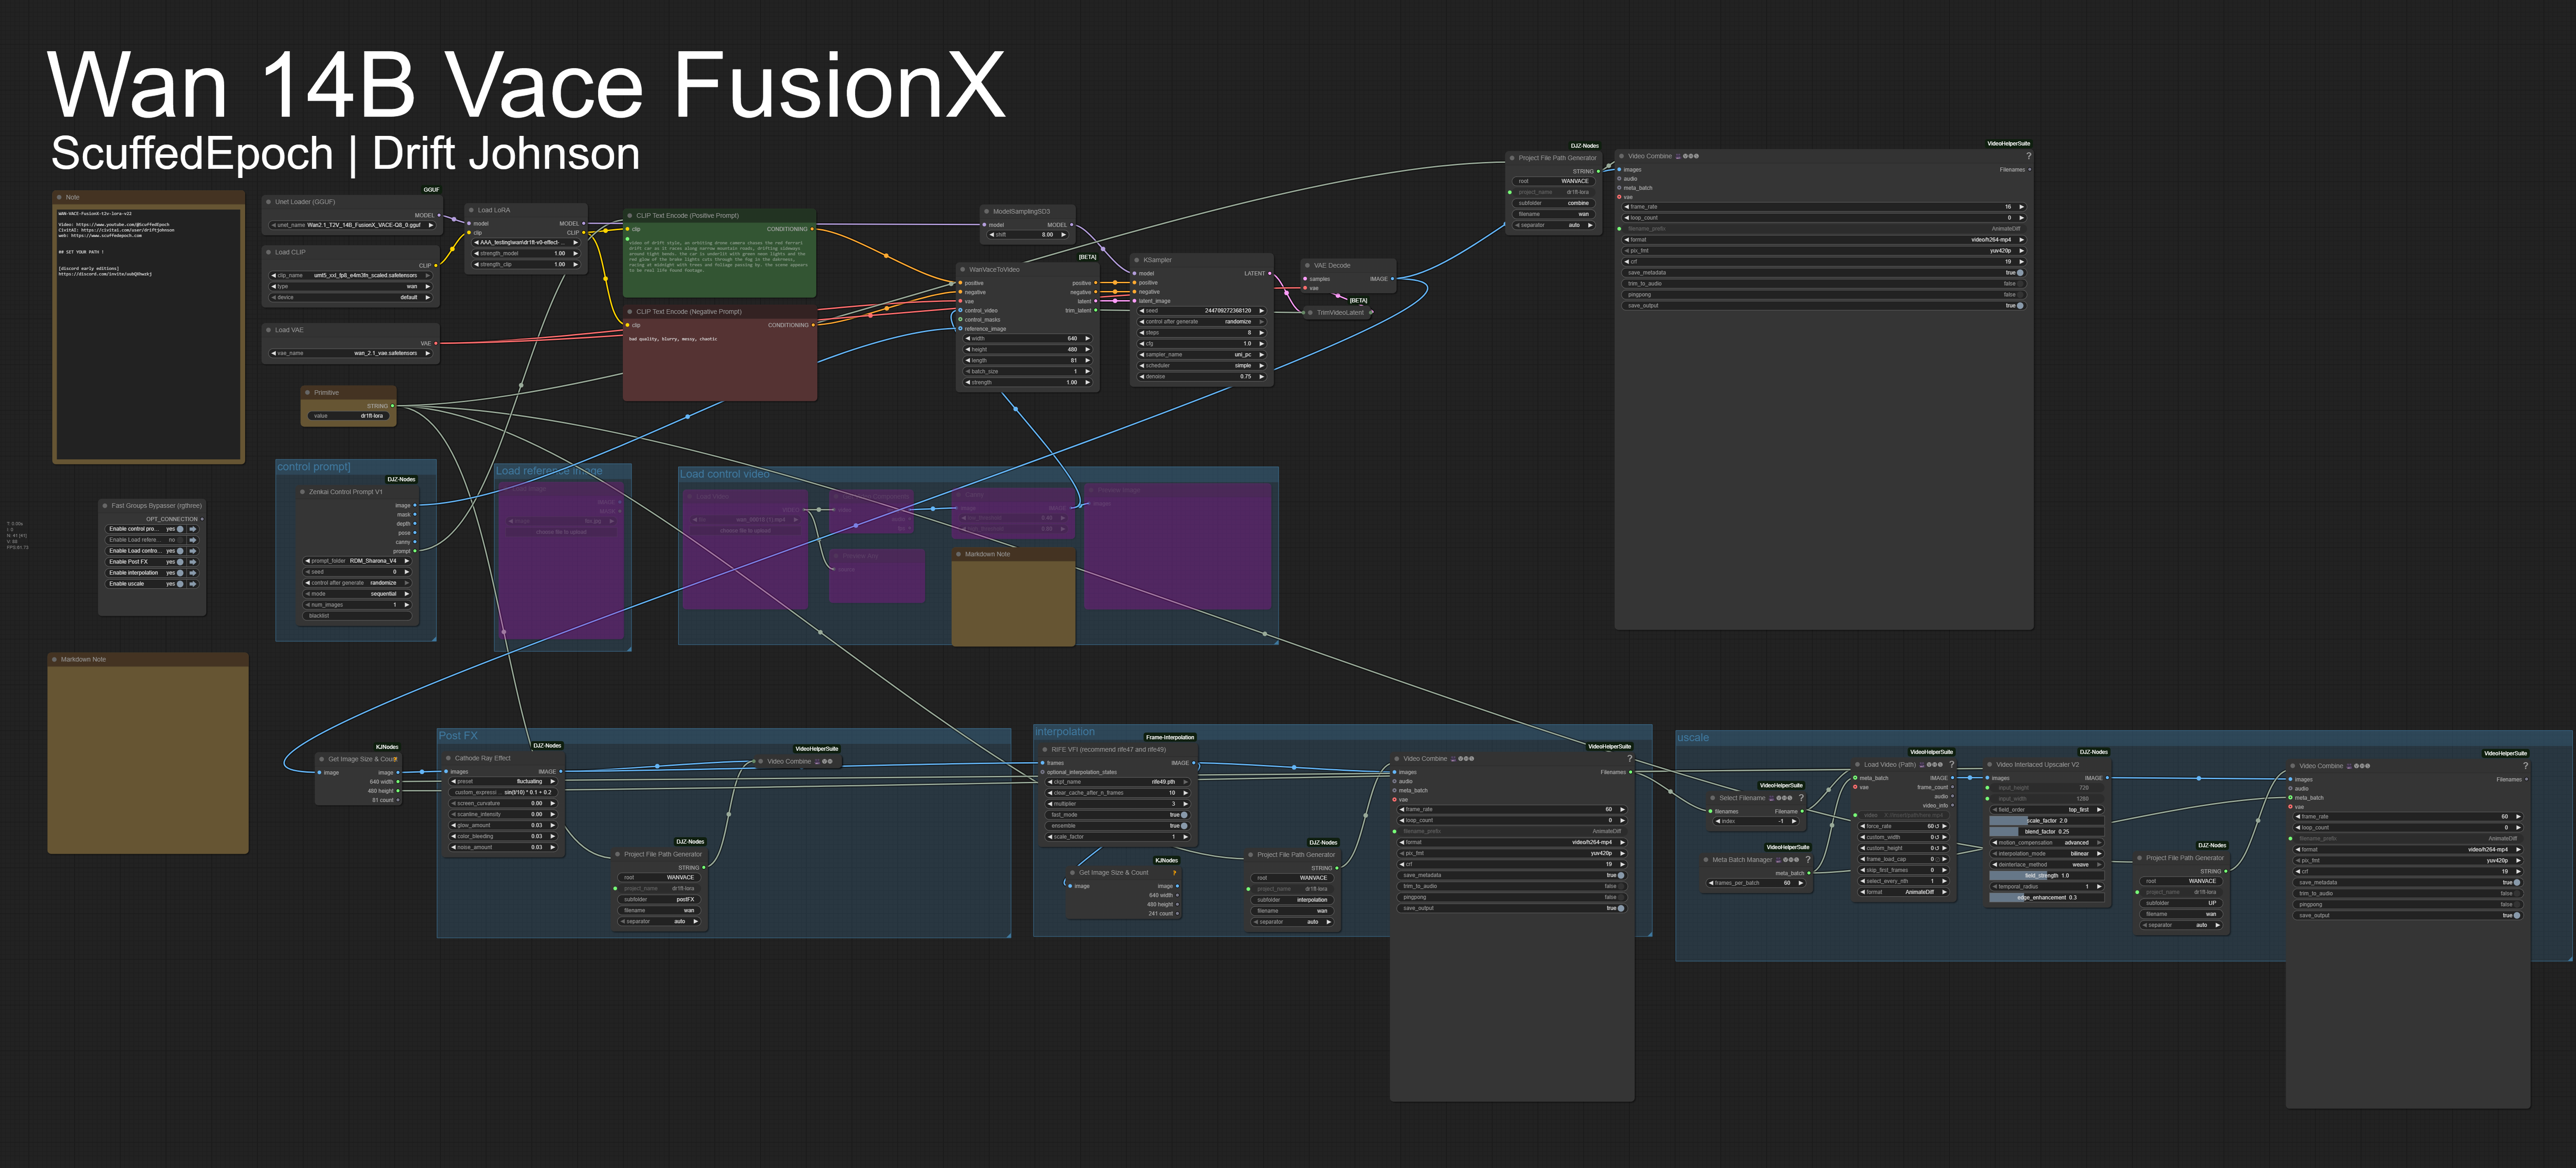 Wan 14B Vace FusionX
ScuffedEpoch | Drift Johnson
Note
WAN-VACE-FusionX-t2v-lora-v22
Video: https://www.youtube.com/@ScuffedEpoch
CivitAI: https://civitai.com/user/driftjohnson
web: https://www.scuffedepoch.com
## SET YOUR PATH !
[discord early editions]
GGUF
Unet Loader (GGUF)
MODEL
unet_name Wan2.1_T2V_14B_FusionX_VACE-Q8_0.gguf
Load CLIP
CLIP
clip_name umt5_xxl_fp8_e4m3fn_scaled.safetensors
type wan
device default
Load VAE
VAE
vae_name wan_2.1_vae.safetensors
Load LoRA
model MODEL
clip CLIP
strength_model 1.00
strength_clip 1.00
CLIP Text Encode (Positive Prompt)
clip CONDITIONING
video of drift style, an orbiting drone camera chases the red ferrari
drift car as it races along narrow mountain roads, drifting sideways
around tight bends. the car is underlit with green neon lights and the
red glow of the brake lights cuts through the fog in the darkness,
racing at midnight with trees and foliage passing by. the scene appears
to be real life found footage.
CLIP Text Encode (Negative Prompt)
clip CONDITIONING
bad quality, blurry, messy, chaotic
Primitive
STRING
value dr1ft-lora
ModelSamplingSD3
model MODEL
shift 8.00
[BETA]
WanVaceToVideo
positive positive
negative negative
vae latent
control_video trim_latent
control_masks
reference_image
width 640
height 480
length 81
batch_size 1
strength 1.00
KSampler
model LATENT
positive
negative
latent_image
seed 244709272368120
control after generate randomize
steps 8
cfg 1.0
sampler_name uni_pc
scheduler simple
denoise 0.75
VAE Decode
samples IMAGE
vae
[BETA]
TrimVideoLatent
DJZ-Nodes
Project File Path Generator
STRING
root WANVACE
project_name dr1ft-lora
subfolder combine
filename wan
separator auto
VideoHelperSuite
Video Combine ?
images Filenames
audio
meta_batch
vae
frame_rate 16
loop_count 0
filename_prefix AnimateDiff
format video/h264-mp4
pix_fmt yuv420p
crf 19
save_metadata true
trim_to_audio false
pingpong false
save_output true
Fast Groups Bypasser (rgthree)
OPT_CONNECTION
Enable control pro... yes
Enable Load refere... no
Enable Load contro... yes
Enable Post FX yes
Enable interpolation yes
Enable uscale yes
control prompt]
DJZ-Nodes
Zenkai Control Prompt V1
image
mask
depth
pose
canny
prompt
prompt_folder RDM_Sharona_V4
seed 0
control after generate randomize
mode sequential
num_images 1
blacklist
Load reference image
choose file to upload
Load control video
choose file to upload
Markdown Note
Markdown Note
KJNodes
Get Image Size & Count
image image
640 width
480 height
81 count
Post FX
DJZ-Nodes
Cathode Ray Effect
images IMAGE
preset fluctuating
custom_expressi... sin(t/10) * 0.1 + 0.2
screen_curvature 0.00
scanline_intensity 0.00
glow_amount 0.03
color_bleeding 0.03
noise_amount 0.03
VideoHelperSuite
Video Combine
DJZ-Nodes
Project File Path Generator
STRING
root WANVACE
project_name dr1ft-lora
subfolder postFX
filename wan
separator auto
interpolation
Frame-Interpolation
RIFE VFI (recommend rife47 and rife49)
frames IMAGE
optional_interpolation_states
ckpt_name rife49.pth
clear_cache_after_n_frames 10
multiplier 3
fast_mode true
ensemble true
scale_factor 1
KJNodes
Get Image Size & Count ?
image image
640 width
480 height
241 count
DJZ-Nodes
Project File Path Generator
STRING
root WANVACE
project_name dr1ft-lora
subfolder interpolation
filename wan
separator auto
VideoHelperSuite
Video Combine ?
images Filenames
audio
meta_batch
vae
frame_rate 60
loop_count 0
filename_prefix AnimateDiff
format video/h264-mp4
pix_fmt yuv420p
crf 19
save_metadata true
trim_to_audio false
pingpong false
save_output true
uscale
VideoHelperSuite
Select Filename ?
filenames Filename
index -1
VideoHelperSuite
Meta Batch Manager ?
meta_batch
frames_per_batch 60
VideoHelperSuite
Load Video (Path) ?
meta_batch IMAGE
vae frame_count
audio
video_info
video
force_rate 60
custom_width 0
custom_height 0
frame_load_cap 0
skip_first_frames 0
select_every_nth 1
format AnimateDiff
DJZ-Nodes
Video Interlaced Upscaler V2
images IMAGE
input_height 720
input_width 1280
field_order top_first
scale_factor 2.0
blend_factor 0.25
motion_compensation advanced
interpolation_mode bilinear
deinterlace_method weave
field_strength 1.0
temporal_radius 1
edge_enhancement 0.3
DJZ-Nodes
Project File Path Generator
STRING
root WANVACE
project_name dr1ft-lora
subfolder UP
filename wan
separator auto
VideoHelperSuite
Video Combine ?
images Filenames
audio
meta_batch
vae
frame_rate 60
loop_count 0
filename_prefix AnimateDiff
format video/h264-mp4
pix_fmt yuv420p
crf 19
save_metadata true
trim_to_audio false
pingpong false
save_output true